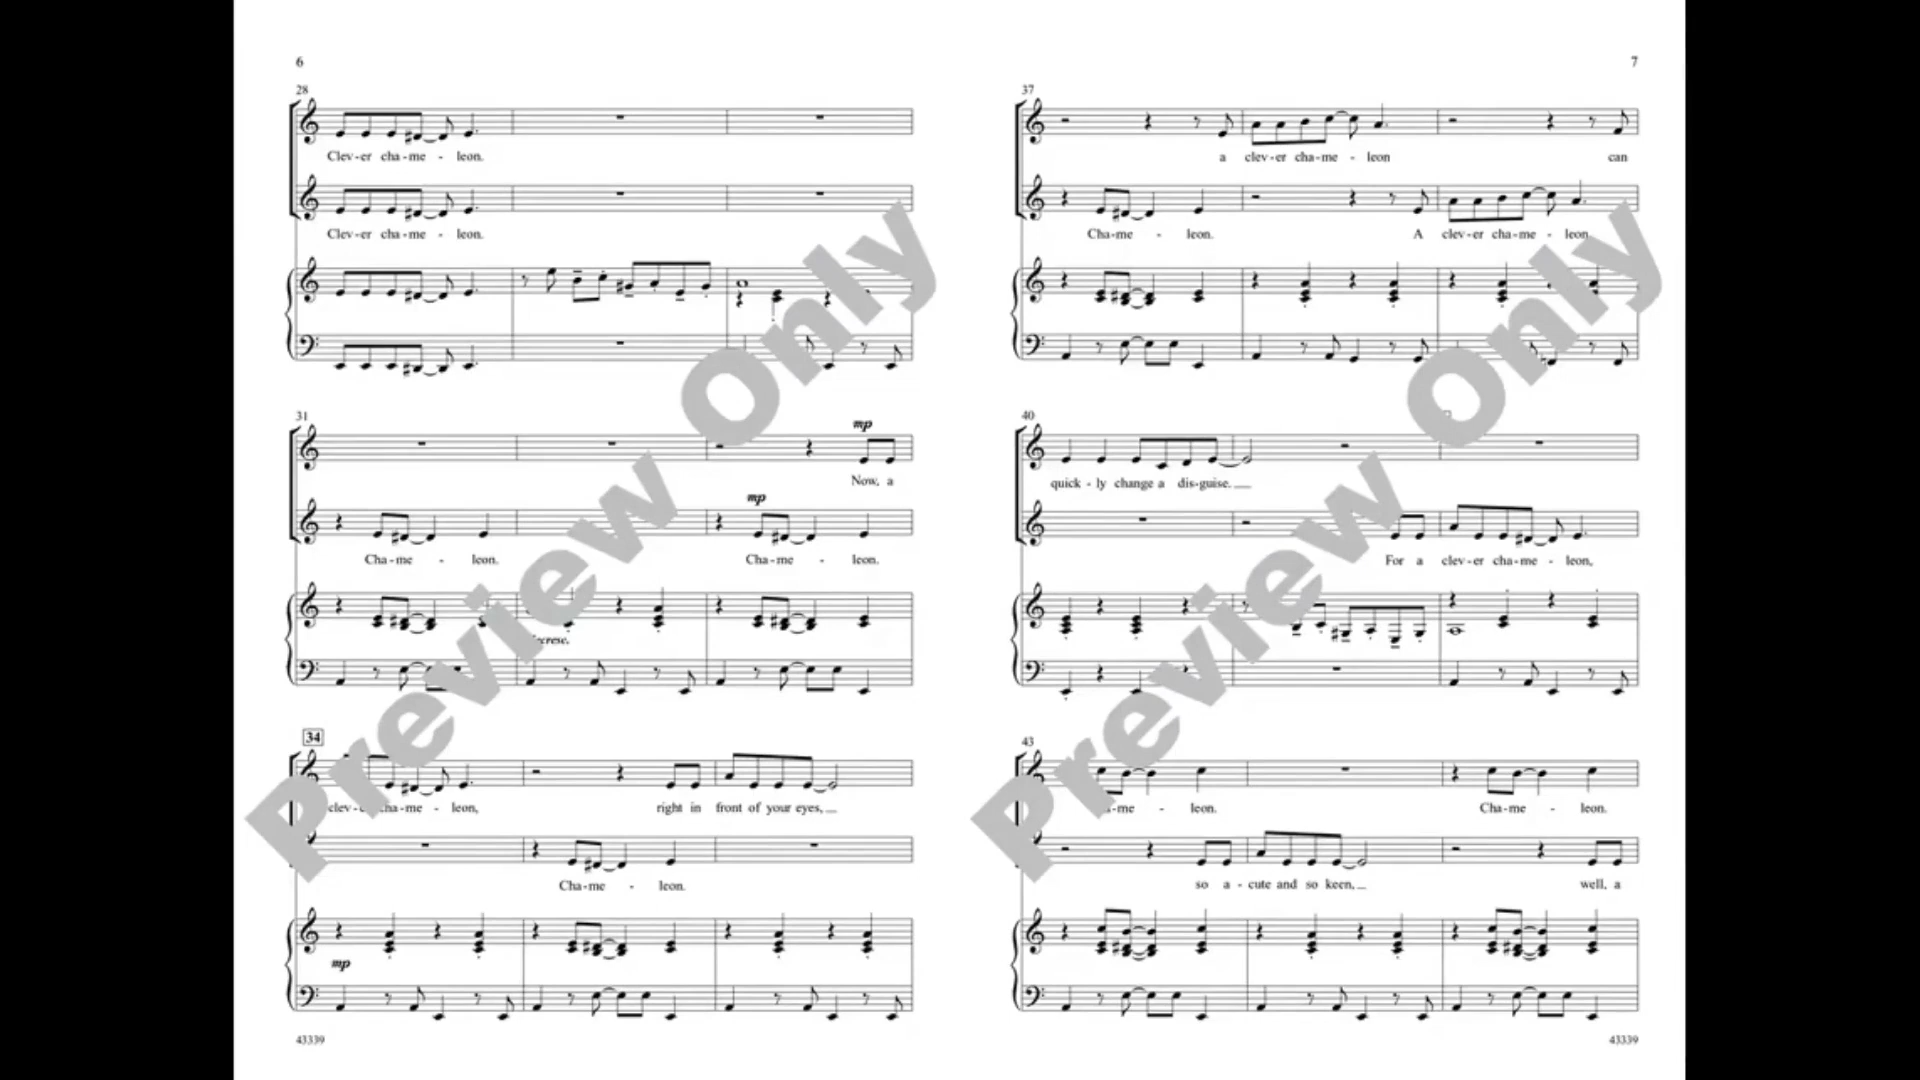 6
28
Clev-er cha-me - leon.
Clev-er cha-me - leon.
31
mp
Now, a
mp
Cha-me - leon. Cha-me - leon.
34
cha-me - leon, right in front of your eyes,
Cha-me - leon.
mp
43339
7
37
a clev-er cha-me - leon can
Cha-me - leon. A clev-er cha-me - leon
40
quick - ly change a dis-guise.
For a clev-er cha-me - leon,
43
-me - leon. Cha-me - leon.
so a - cute and so keen, well, a
43339
Preview Only
Preview Only